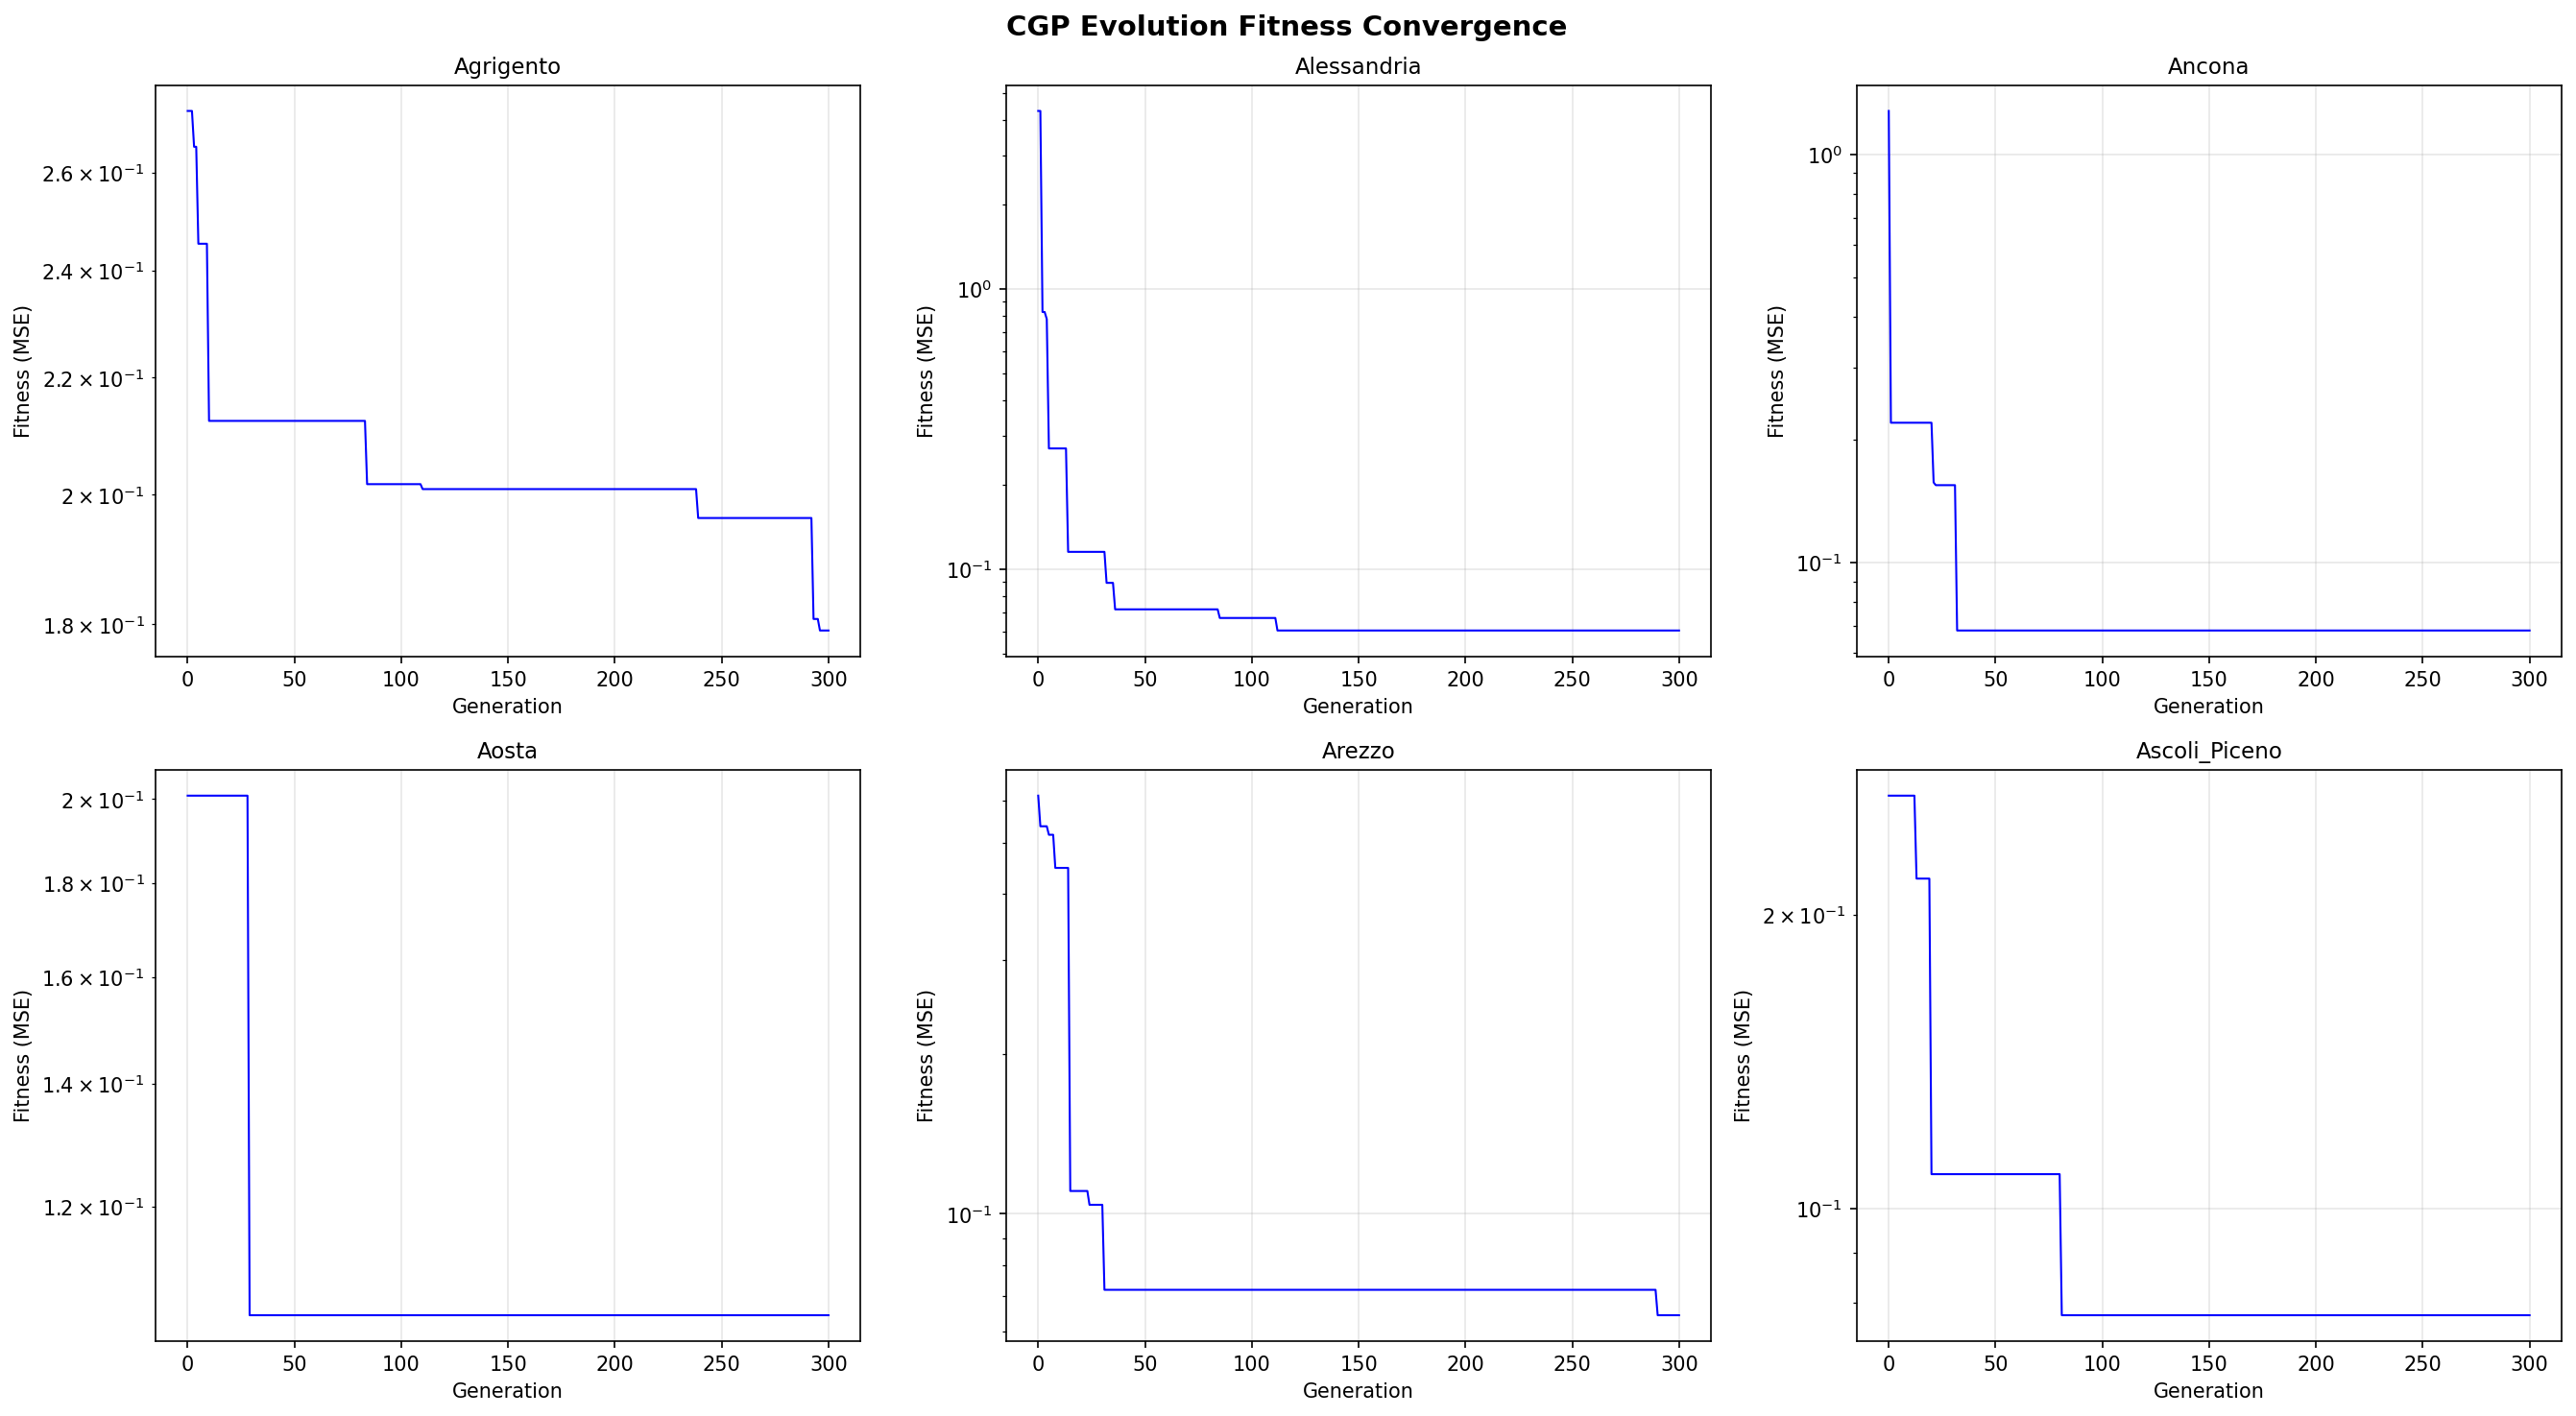 CGP Evolution Fitness Convergence
Agrigento
Fitness (MSE)
2.6 × 10⁻¹
2.4 × 10⁻¹
2.2 × 10⁻¹
2 × 10⁻¹
1.8 × 10⁻¹
0 50 100 150 200 250 300
Generation
Alessandria
Fitness (MSE)
10⁰
10⁻¹
0 50 100 150 200 250 300
Generation
Ancona
Fitness (MSE)
10⁰
10⁻¹
0 50 100 150 200 250 300
Generation
Aosta
Fitness (MSE)
2 × 10⁻¹
1.8 × 10⁻¹
1.6 × 10⁻¹
1.4 × 10⁻¹
1.2 × 10⁻¹
0 50 100 150 200 250 300
Generation
Arezzo
Fitness (MSE)
10⁻¹
0 50 100 150 200 250 300
Generation
Ascoli_Piceno
Fitness (MSE)
2 × 10⁻¹
10⁻¹
0 50 100 150 200 250 300
Generation